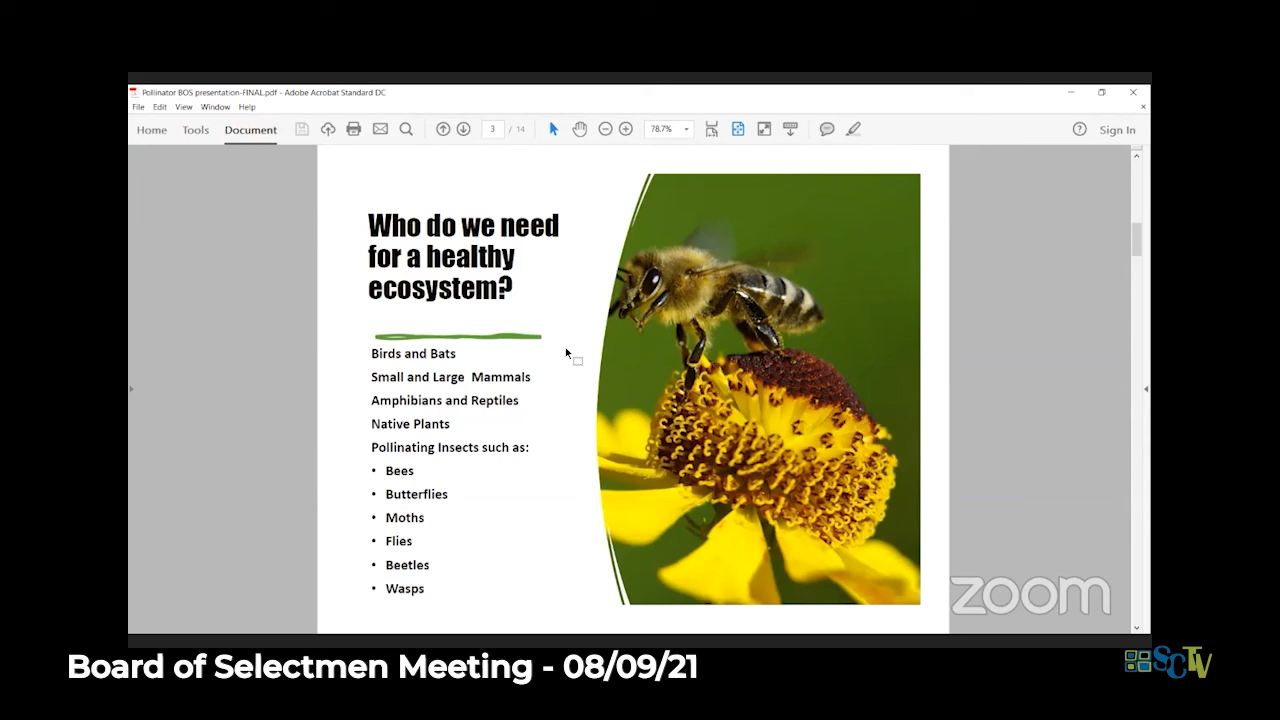 Pollinator BOS presentation-FINAL.pdf - Adobe Acrobat Standard DC
File Edit View Window Help
Home Tools Document 3 / 14 78.7% Sign In
Who do we need
for a healthy
ecosystem?
Birds and Bats
Small and Large Mammals
Amphibians and Reptiles
Native Plants
Pollinating Insects such as:
• Bees
• Butterflies
• Moths
• Flies
• Beetles
• Wasps
zoom
Board of Selectmen Meeting - 08/09/21
SCTV